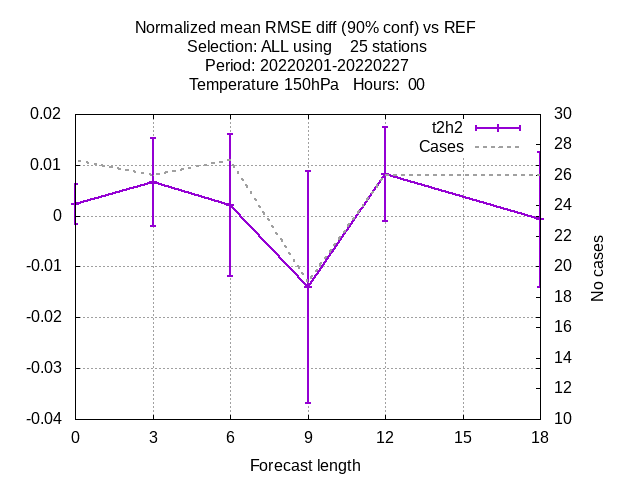 Normalized mean RMSE diff (90% conf) vs REF
Selection: ALL using    25 stations
Period: 20220201-20220227
Temperature 150hPa   Hours:  00
t2h2
Cases
0.02
0.01
0
-0.01
-0.02
-0.03
-0.04
30
28
26
24
22
20
18
16
14
12
10
No cases
0 3 6 9 12 15 18
Forecast length